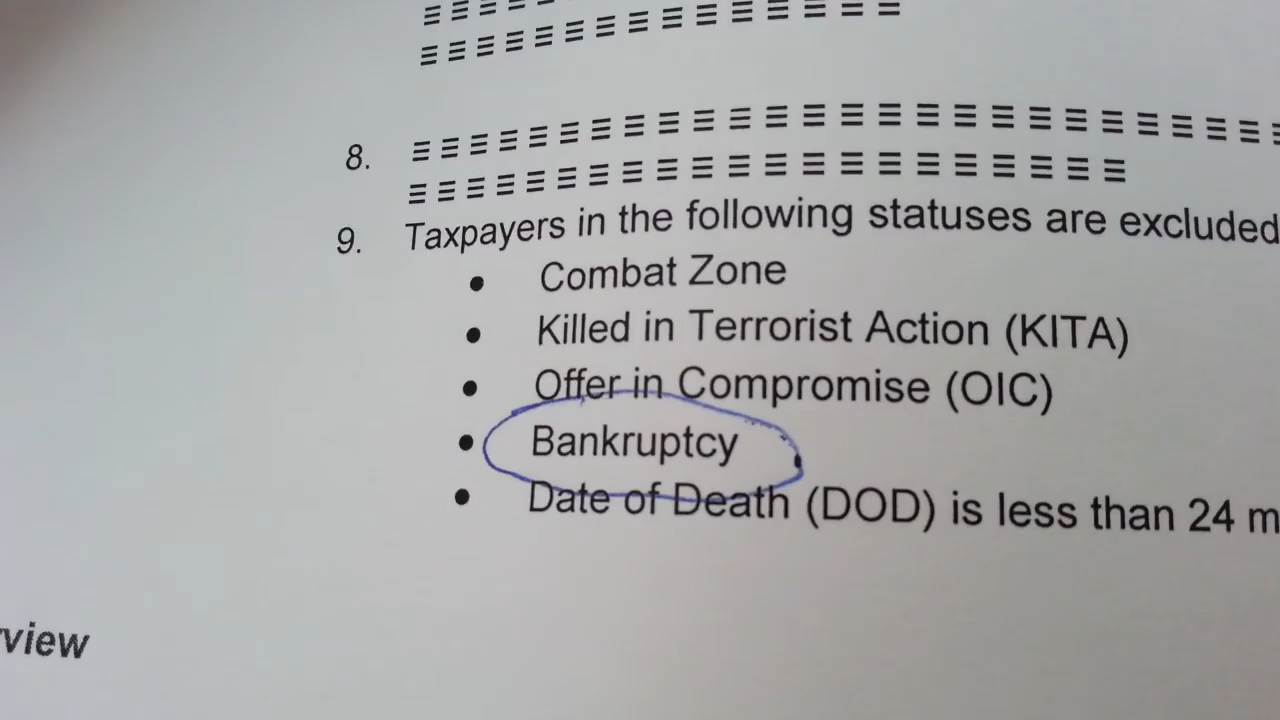 8.
9. Taxpayers in the following statuses are excluded
• Combat Zone
• Killed in Terrorist Action (KITA)
• Offer in Compromise (OIC)
• Bankruptcy
• Date of Death (DOD) is less than 24 m
view